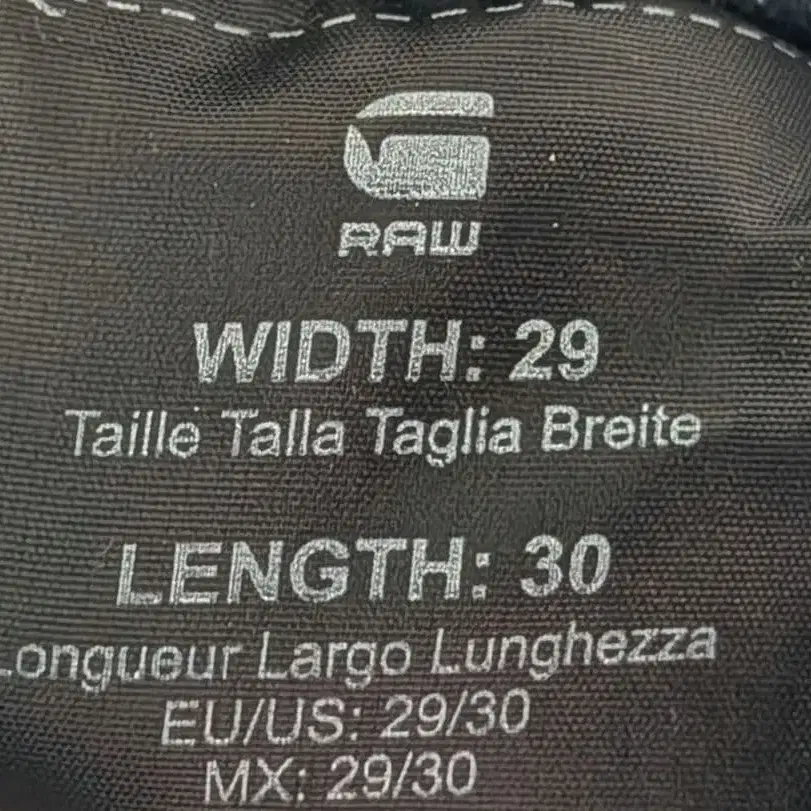 RAW
WIDTH: 29
Taille Talla Taglia Breite
LENGTH: 30
Longueur Largo Lunghezza
EU/US: 29/30
MX: 29/30